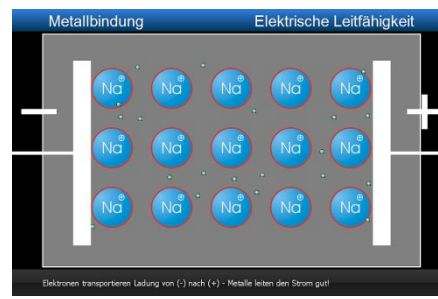 Metallbindung Elektrische Leitfähigkeit
Na⊕ Na⊕ Na⊕ Na⊕ Na⊕
Na⊕ Na⊕ Na⊕ Na⊕ Na⊕
Na⊕ Na⊕ Na⊕ Na⊕ Na⊕
− +
Elektronen transportieren Ladung von (-) nach (+) - Metalle leiten den Strom gut!